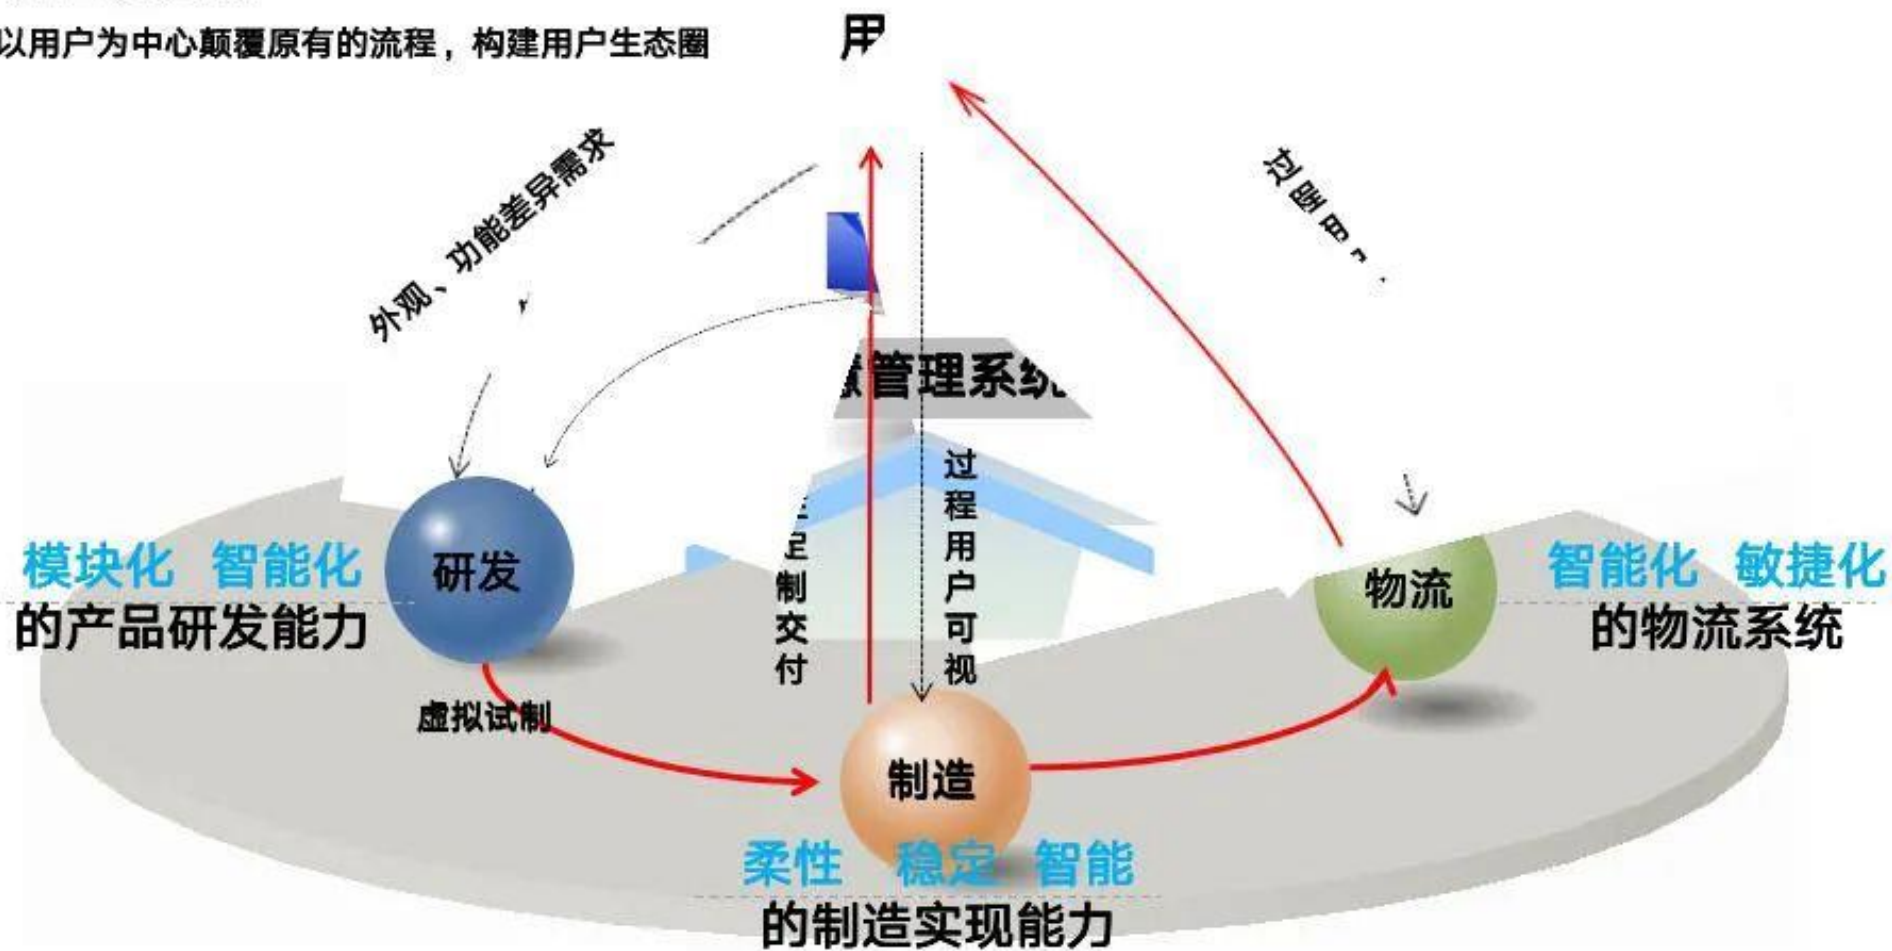 以用户为中心颠覆原有的流程，构建用户生态圈
用
外观、功能差异需求
过
管理系统
定制交付
过程用户可视
研发
模块化 智能化
的产品研发能力
物流
智能化 敏捷化
的物流系统
虚拟试制
制造
柔性 稳定 智能
的制造实现能力